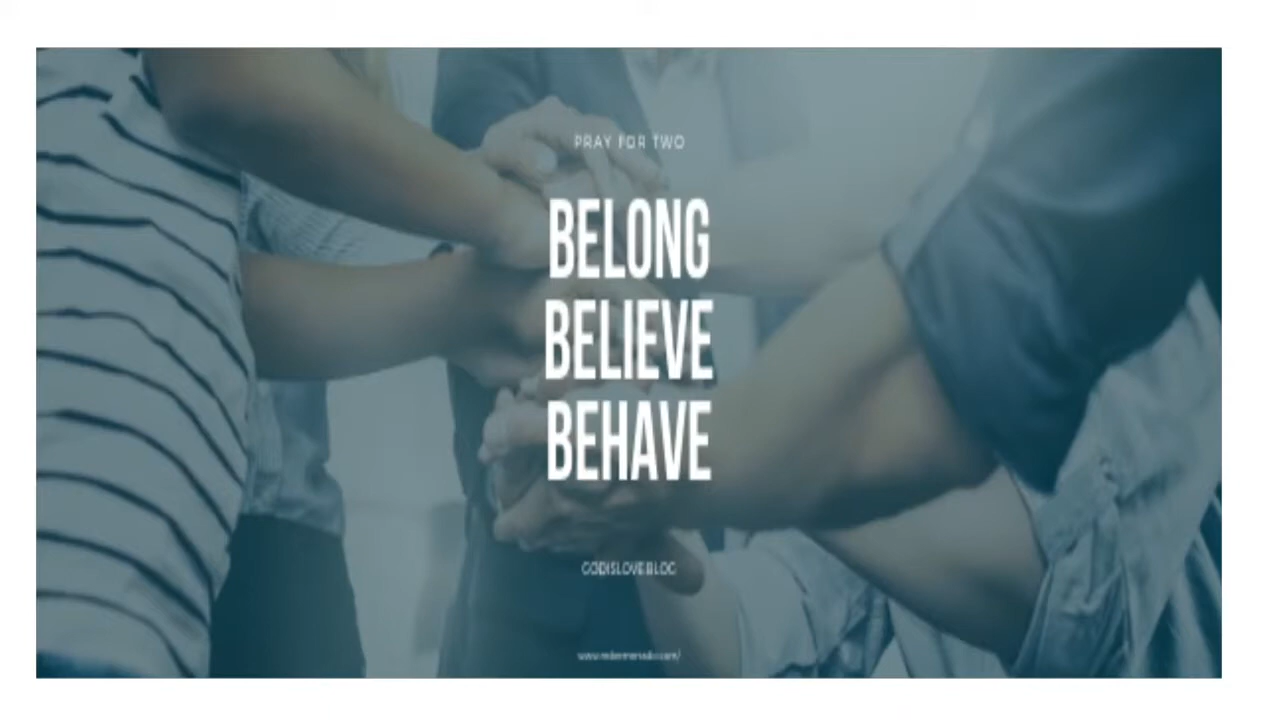 PRAY FOR TWO
BELONG
BELIEVE
BEHAVE
GODISLOVE.BLOG